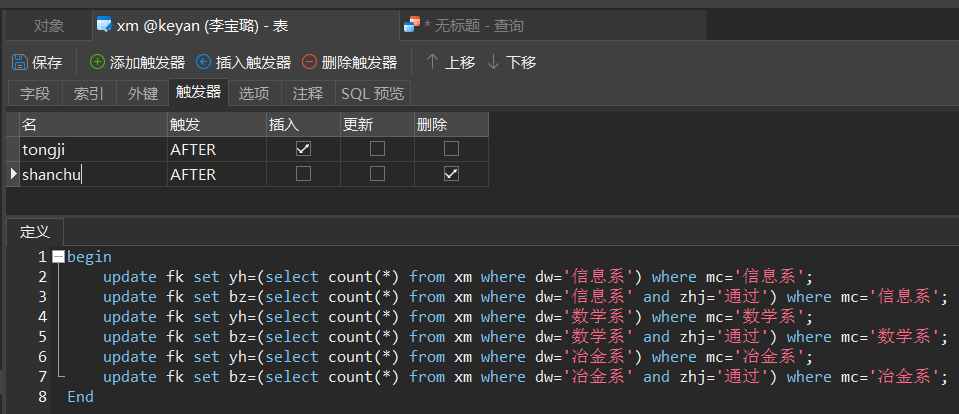 对象 xm @keyan (李宝璐) - 表 * 无标题 - 查询
保存 添加触发器 插入触发器 删除触发器 上移 下移
字段 索引 外键 触发器 选项 注释 SQL 预览
名 触发 插入 更新 删除
tongji AFTER
shanchu AFTER
定义
1 begin
2 update fk set yh=(select count(*) from xm where dw='信息系') where mc='信息系';
3 update fk set bz=(select count(*) from xm where dw='信息系' and zhj='通过') where mc='信息系';
4 update fk set yh=(select count(*) from xm where dw='数学系') where mc='数学系';
5 update fk set bz=(select count(*) from xm where dw='数学系' and zhj='通过') where mc='数学系';
6 update fk set yh=(select count(*) from xm where dw='冶金系') where mc='冶金系';
7 update fk set bz=(select count(*) from xm where dw='冶金系' and zhj='通过') where mc='冶金系';
8 End